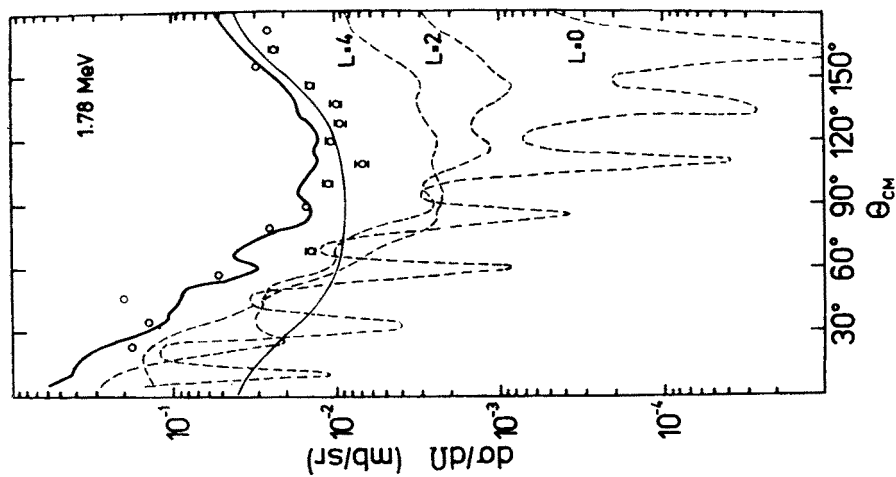 1.78 MeV
L=4
L=2
L=0
10⁻¹
10⁻²
10⁻³
10⁻⁴
dσ/dΩ (mb/sr)
30°
60°
90°
120°
150°
Θ_CM